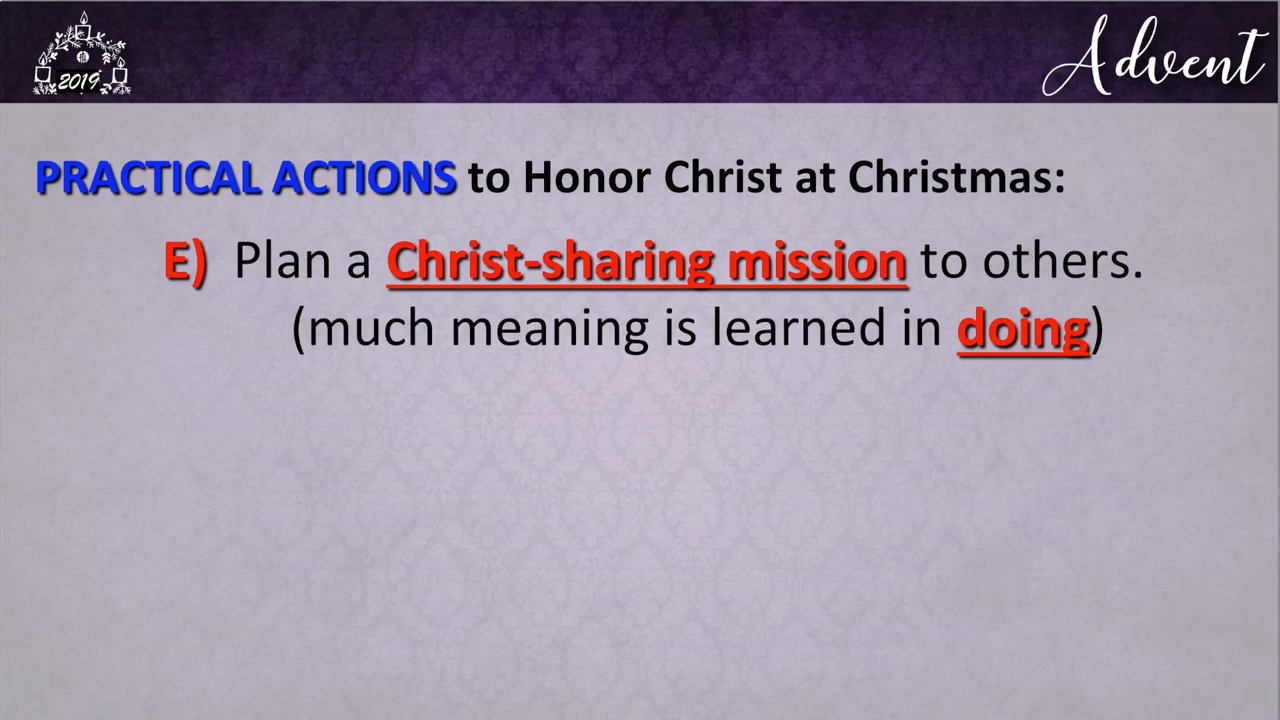 2019
Advent
PRACTICAL ACTIONS to Honor Christ at Christmas:
E) Plan a Christ-sharing mission to others.
(much meaning is learned in doing)